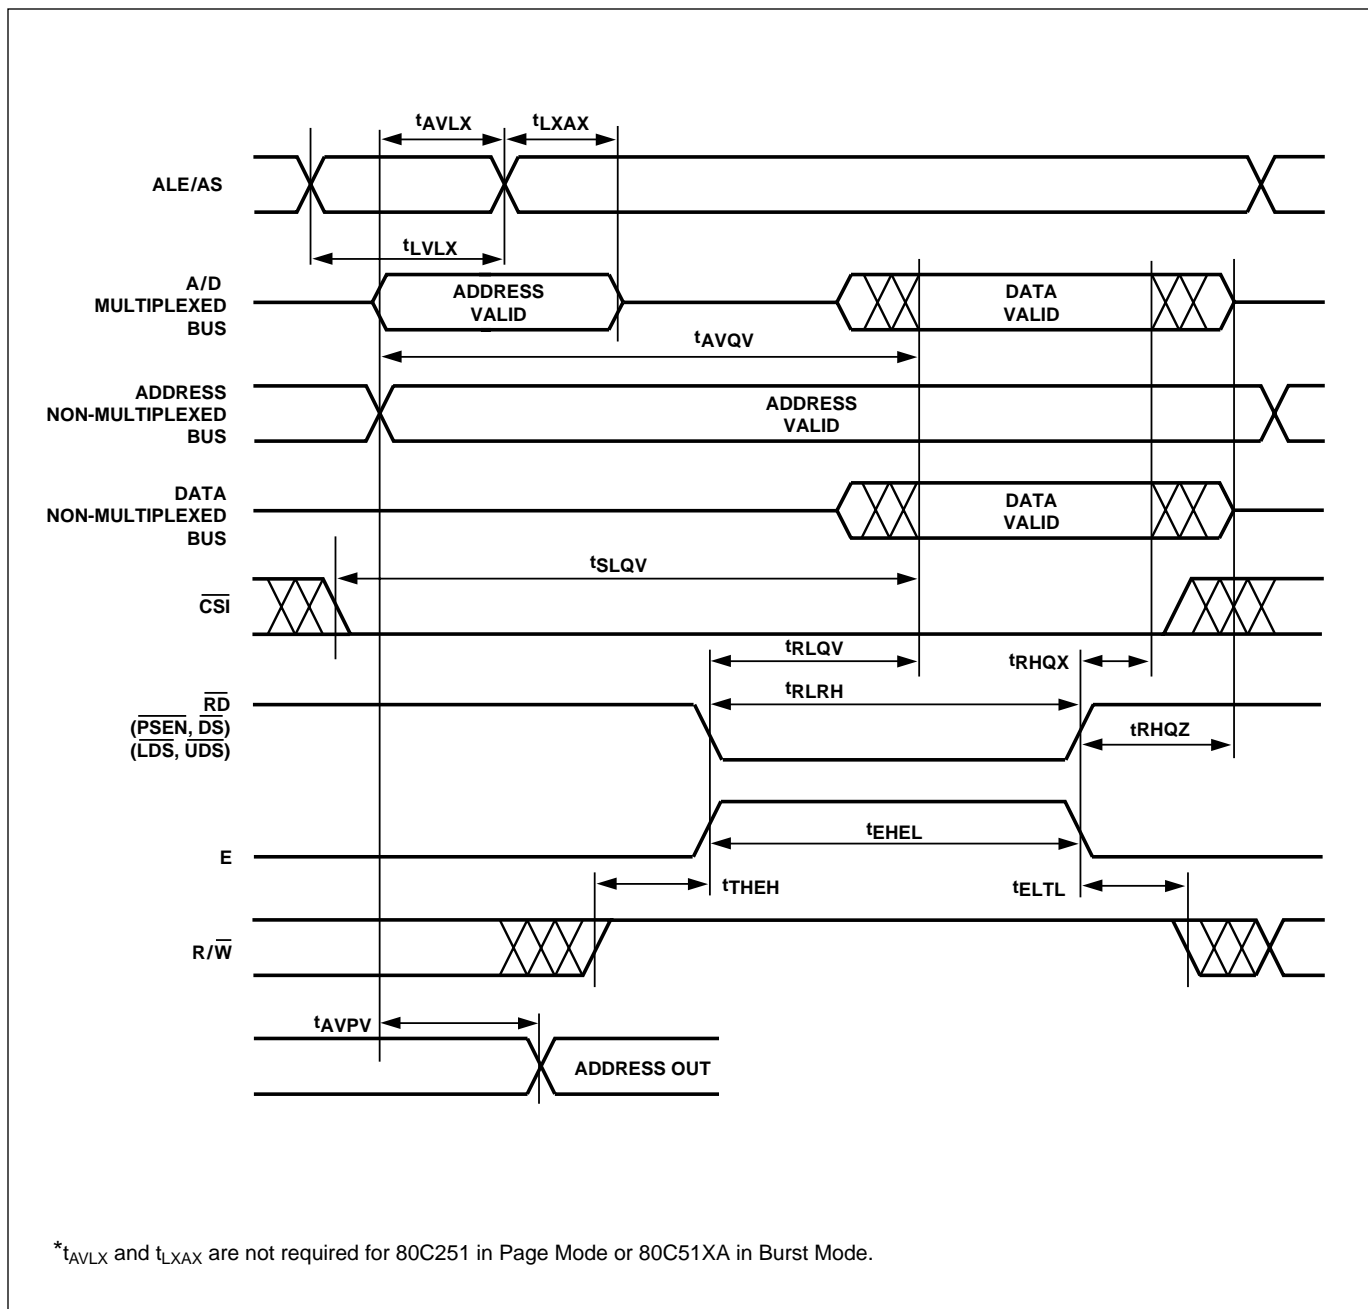 tAVLX
tLXAX
ALE/AS
tLVLX
A/D
MULTIPLEXED
BUS
ADDRESS
VALID
DATA
VALID
tAVQV
ADDRESS
NON-MULTIPLEXED
BUS
ADDRESS
VALID
DATA
NON-MULTIPLEXED
BUS
DATA
VALID
tSLQV
CSI
tRLQV
tRHQX
tRLRH
RD
(PSEN, DS)
(LDS, UDS)
tRHQZ
tEHEL
E
tTHEH
tELTL
R/W
tAVPV
ADDRESS OUT
*tAVLX and tLXAX are not required for 80C251 in Page Mode or 80C51XA in Burst Mode.